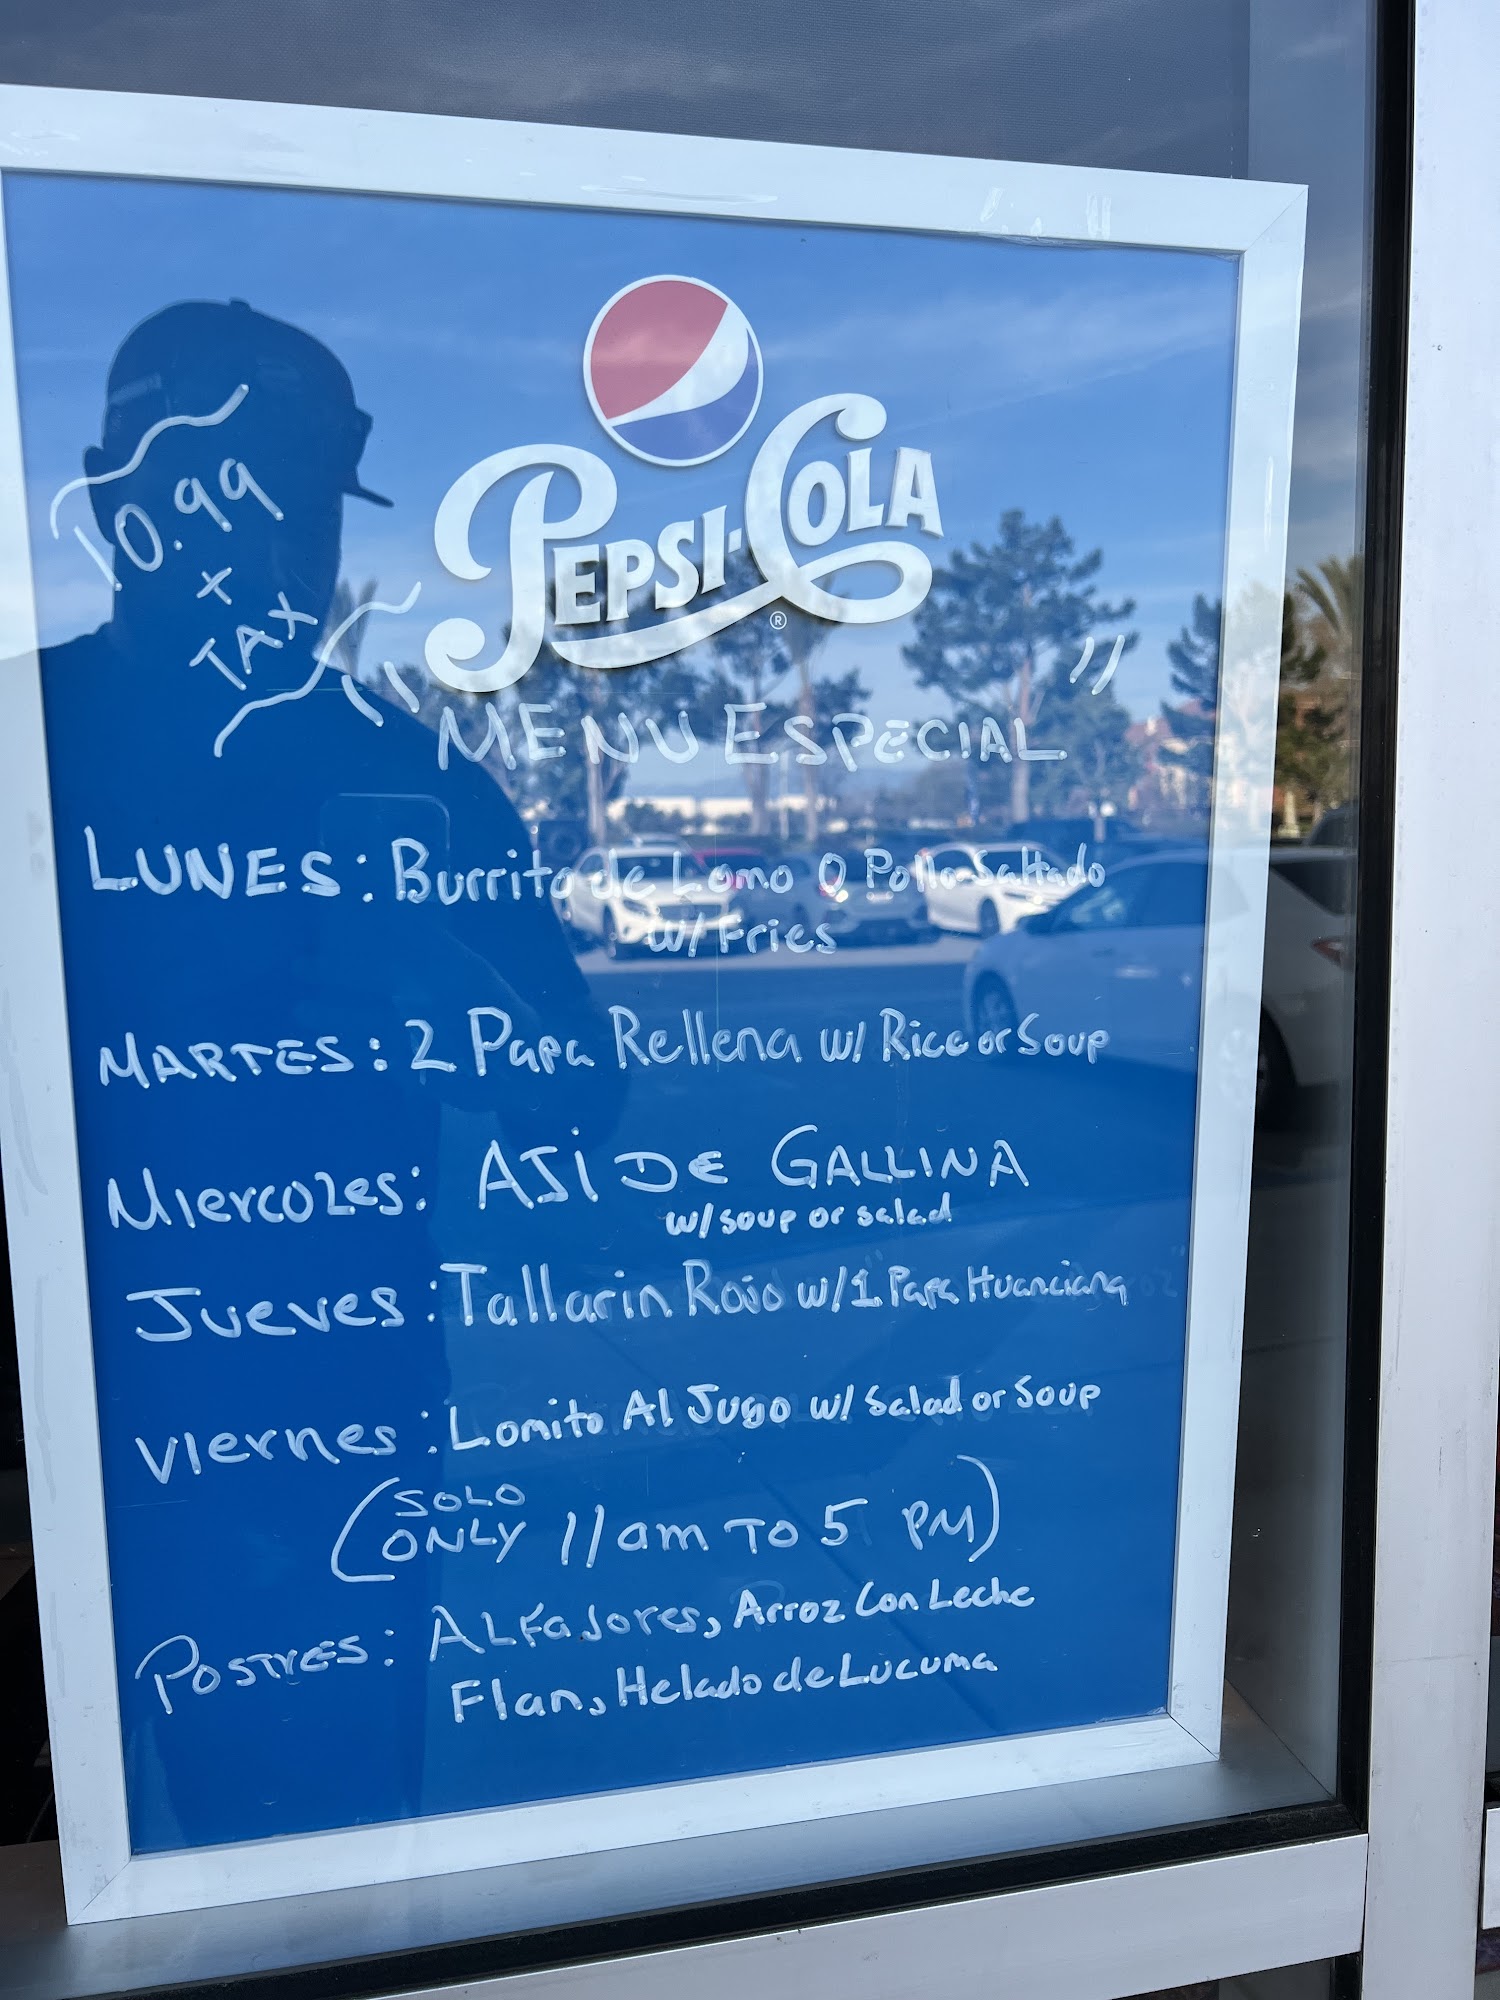 10.99
+
TAX
PEPSI-COLA®
"MENU ESPECIAL"
LUNES: Burrito de Lomo O Pollo Saltado
w/ Fries
MARTES: 2 Papa Rellena w/ Rice or Soup
Miercoles: AJI DE GALLINA
w/ soup or salad
Jueves: Tallarin Rojo w/ 1 Papa Huanciana
Viernes: Lomito Al Jugo w/ Salad or Soup
(SOLO
ONLY 11am TO 5 PM)
POSTRES: ALFaJores, Arroz Con Leche
Flan, Helado de Lucuma